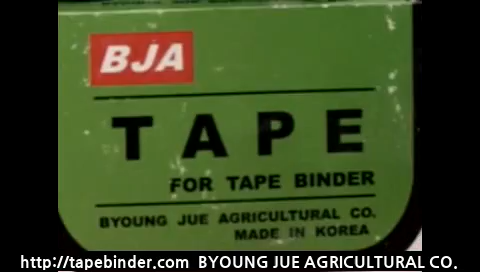 BJA
TAPE
FOR TAPE BINDER
BYOUNG JUE AGRICULTURAL CO.
MADE IN KOREA
http://tapebinder.com BYOUNG JUE AGRICULTURAL CO.